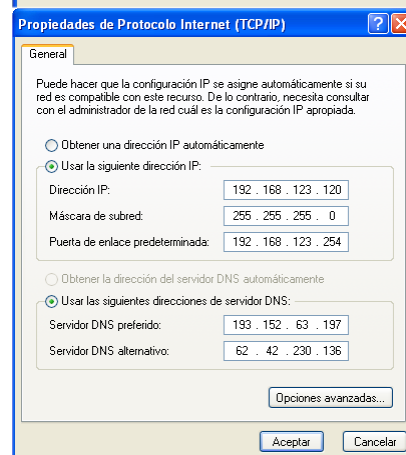 Propiedades de Protocolo Internet (TCP/IP)
General
Puede hacer que la configuración IP se asigne automáticamente si su
red es compatible con este recurso. De lo contrario, necesita consultar
con el administrador de la red cuál es la configuración IP apropiada.
Obtener una dirección IP automáticamente
Usar la siguiente dirección IP:
Dirección IP: 192 . 168 . 123 . 120
Máscara de subred: 255 . 255 . 255 . 0
Puerta de enlace predeterminada: 192 . 168 . 123 . 254
Obtener la dirección del servidor DNS automáticamente
Usar las siguientes direcciones de servidor DNS:
Servidor DNS preferido: 193 . 152 . 63 . 197
Servidor DNS alternativo: 62 . 42 . 230 . 136
Opciones avanzadas...
Aceptar Cancelar